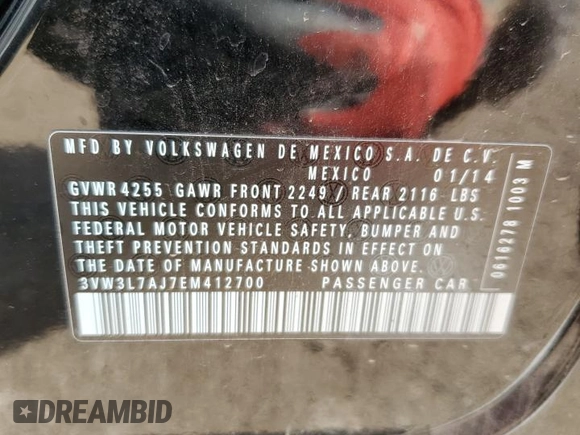 MFD BY VOLKSWAGEN DE MEXICO S.A. DE C.V.
MEXICO 01/14
GVWR 4255 GAWR FRONT 2249 / REAR 2116 LBS
THIS VEHICLE CONFORMS TO ALL APPLICABLE U.S.
FEDERAL MOTOR VEHICLE SAFETY, BUMPER AND
THEFT PREVENTION STANDARDS IN EFFECT ON
THE DATE OF MANUFACTURE SHOWN ABOVE.
3VW3L7AJ7EM412700 PASSENGER CAR
0616278 1003 M
DREAMBID